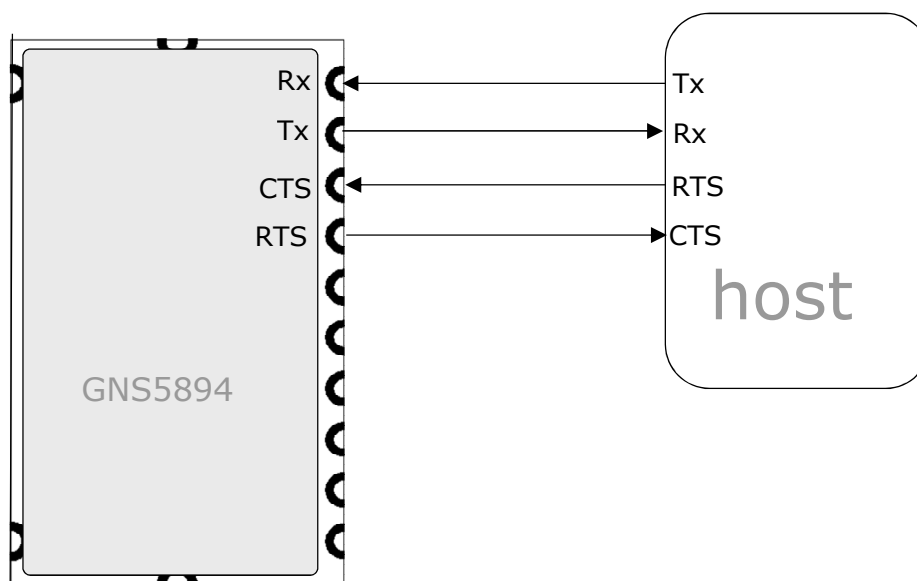 Rx
Tx
Tx
Rx
CTS
RTS
RTS
CTS
host
GNS5894